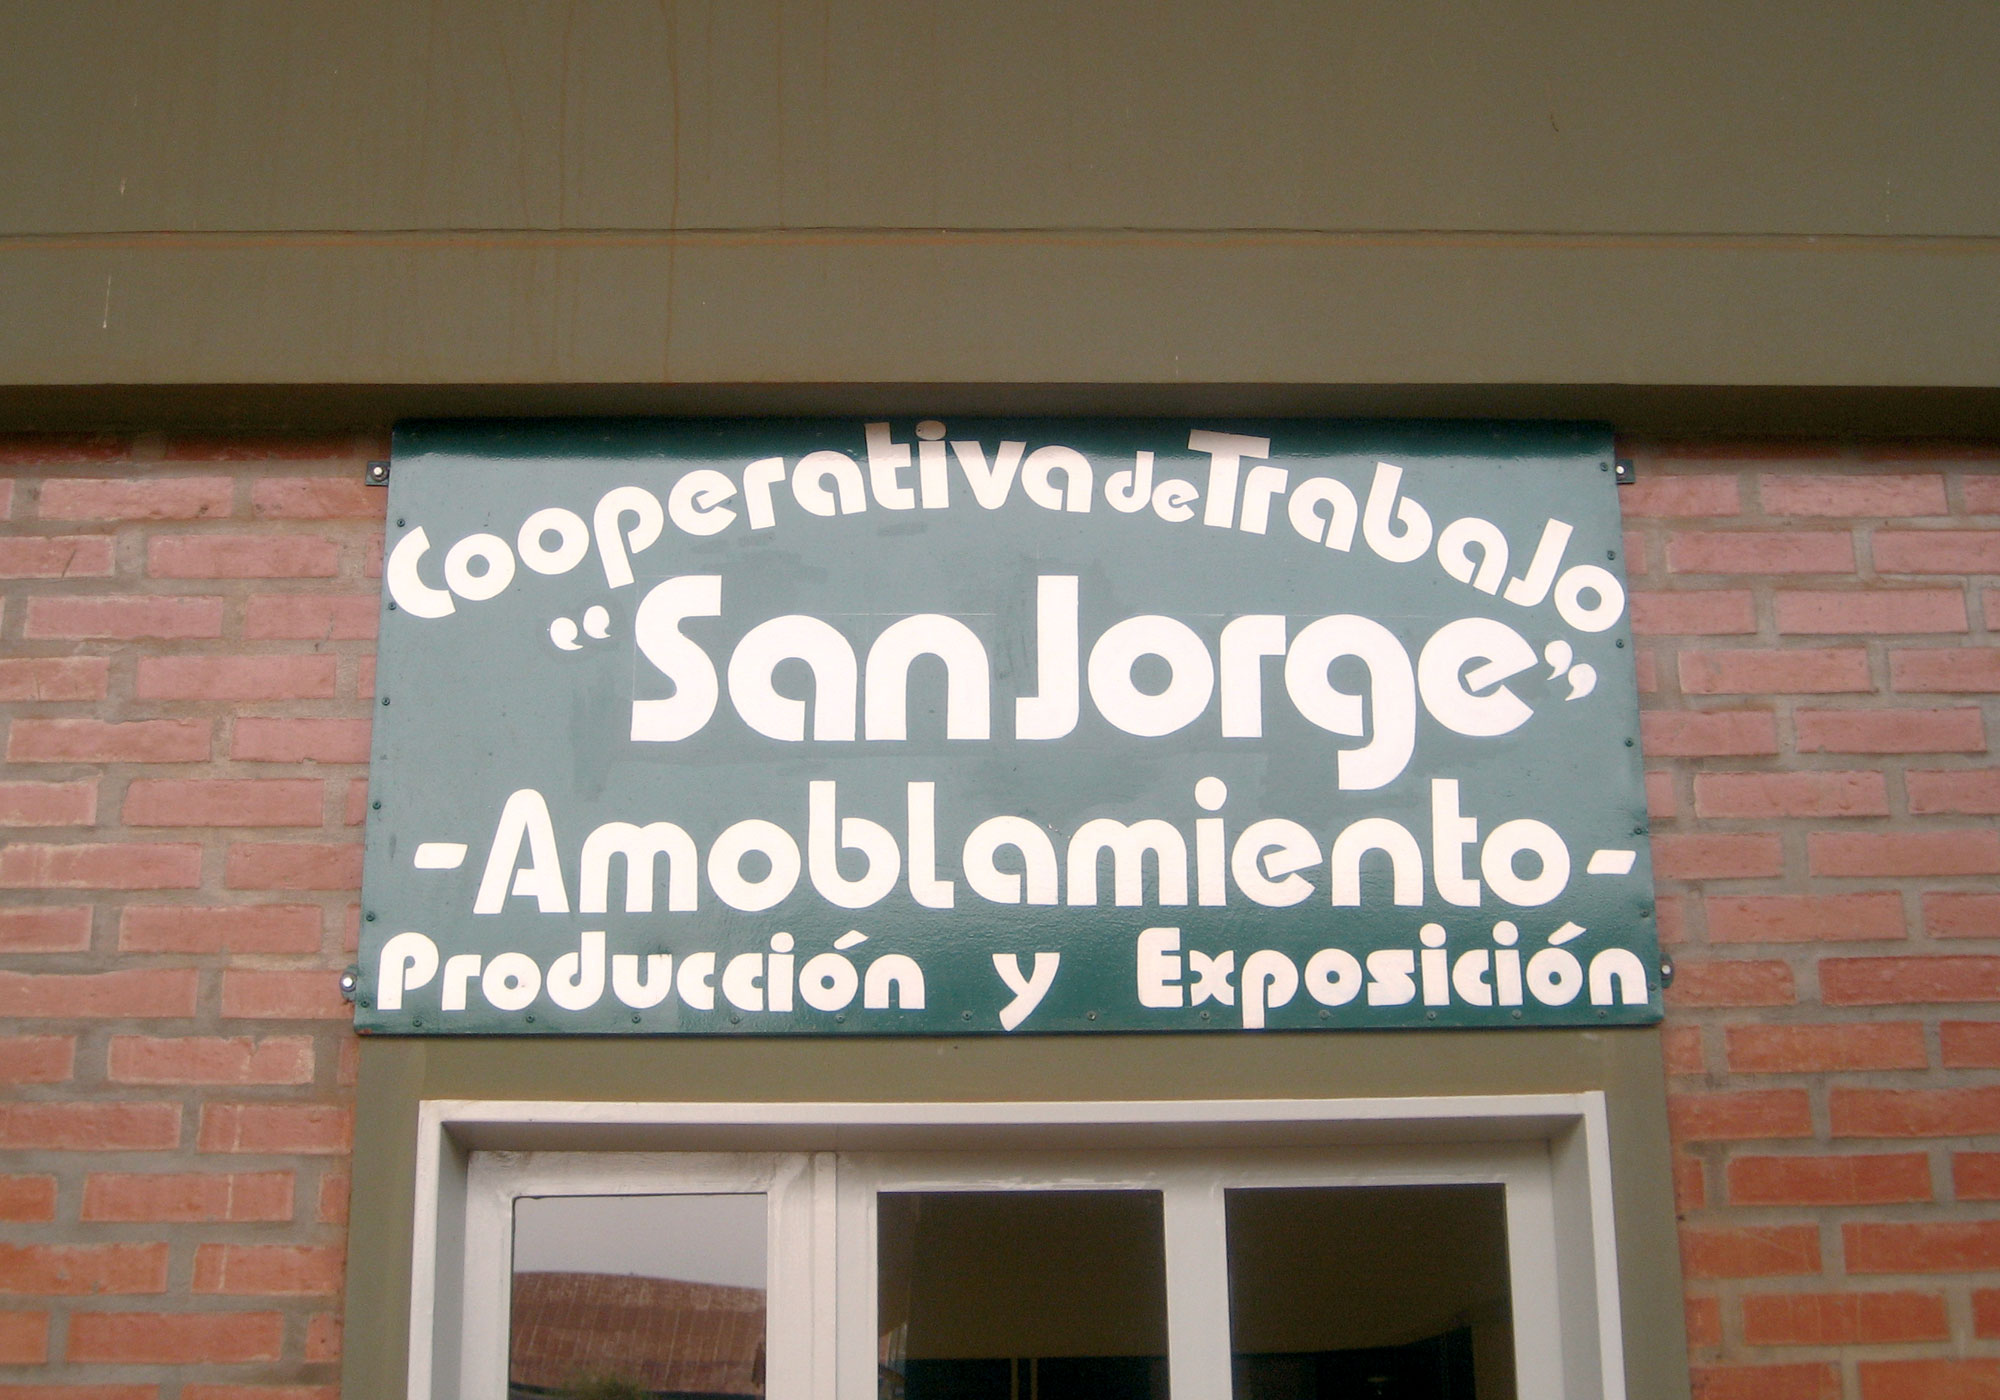 Cooperativa de Trabajo
“San Jorge”
-Amoblamiento-
Producción y Exposición